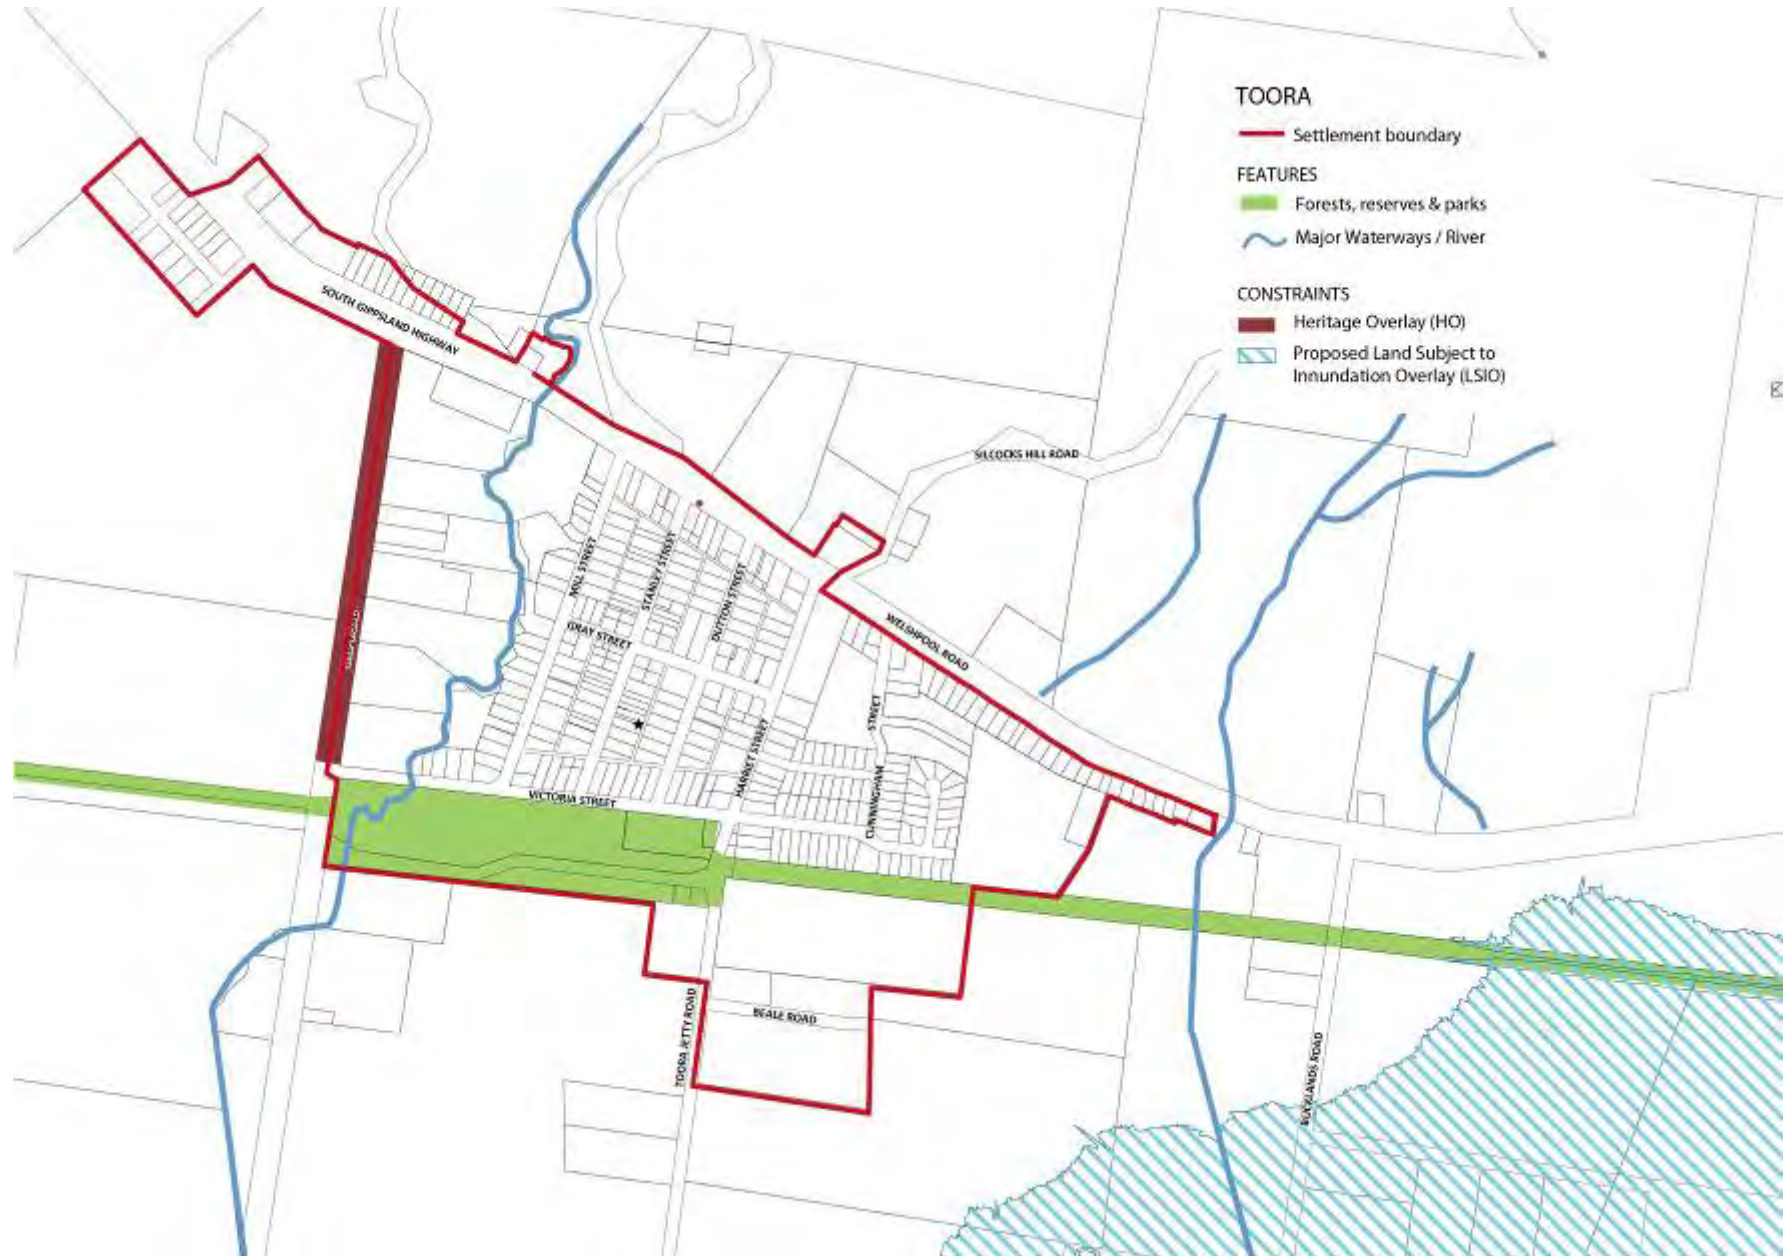 TOORA
Settlement boundary
FEATURES
Forests, reserves & parks
Major Waterways / River
CONSTRAINTS
Heritage Overlay (HO)
Proposed Land Subject to
Innundation Overlay (LSIO)
SOUTH GIPPSLAND HIGHWAY
SILCOCKS HILL ROAD
MILL STREET
STANLEY STREET
DUTTON STREET
GRAY STREET
WELSHPOOL ROAD
HARRIET STREET
CUNNINGHAM STREET
VICTORIA STREET
TOORA JETTY ROAD
BEALE ROAD
ROCKLANDS ROAD